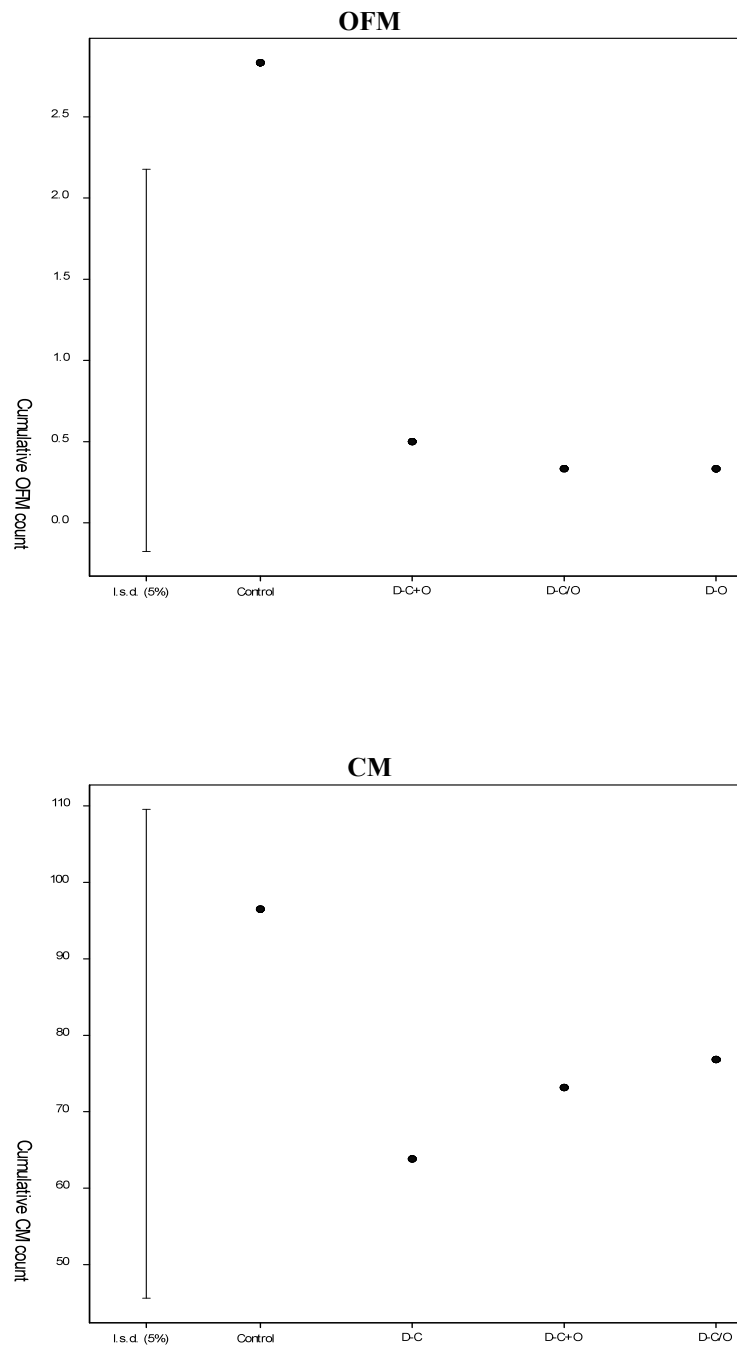 OFM
2.5
2.0
1.5
1.0
0.5
0.0
Cumulative OFM count
l.s.d. (5%) Control D-C+O D-C/O D-O
CM
110
100
90
80
70
60
50
Cumulative CM count
l.s.d. (5%) Control D-C D-C+O D-C/O